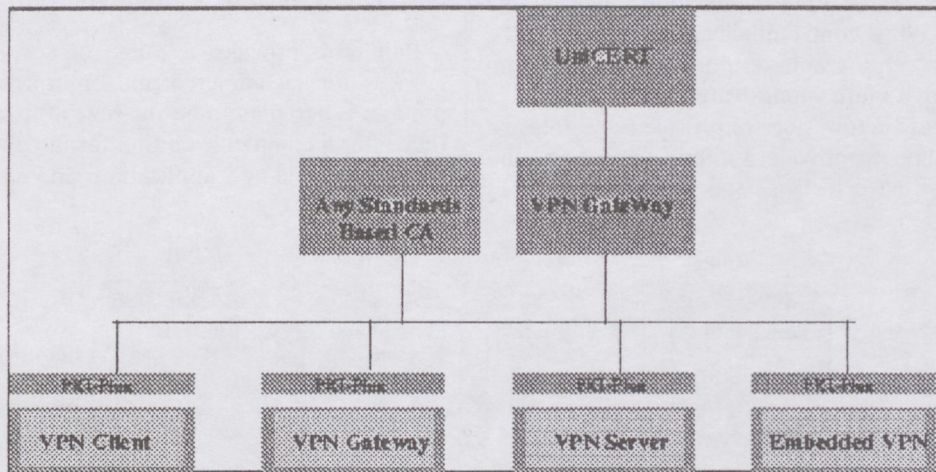 UniCERT
Any Standards
Based CA
VPN GateWay
PKI-Plus
PKI-Plus
PKI-Plus
PKI-Plus
VPN Client
VPN Gateway
VPN Server
Embedded VPN